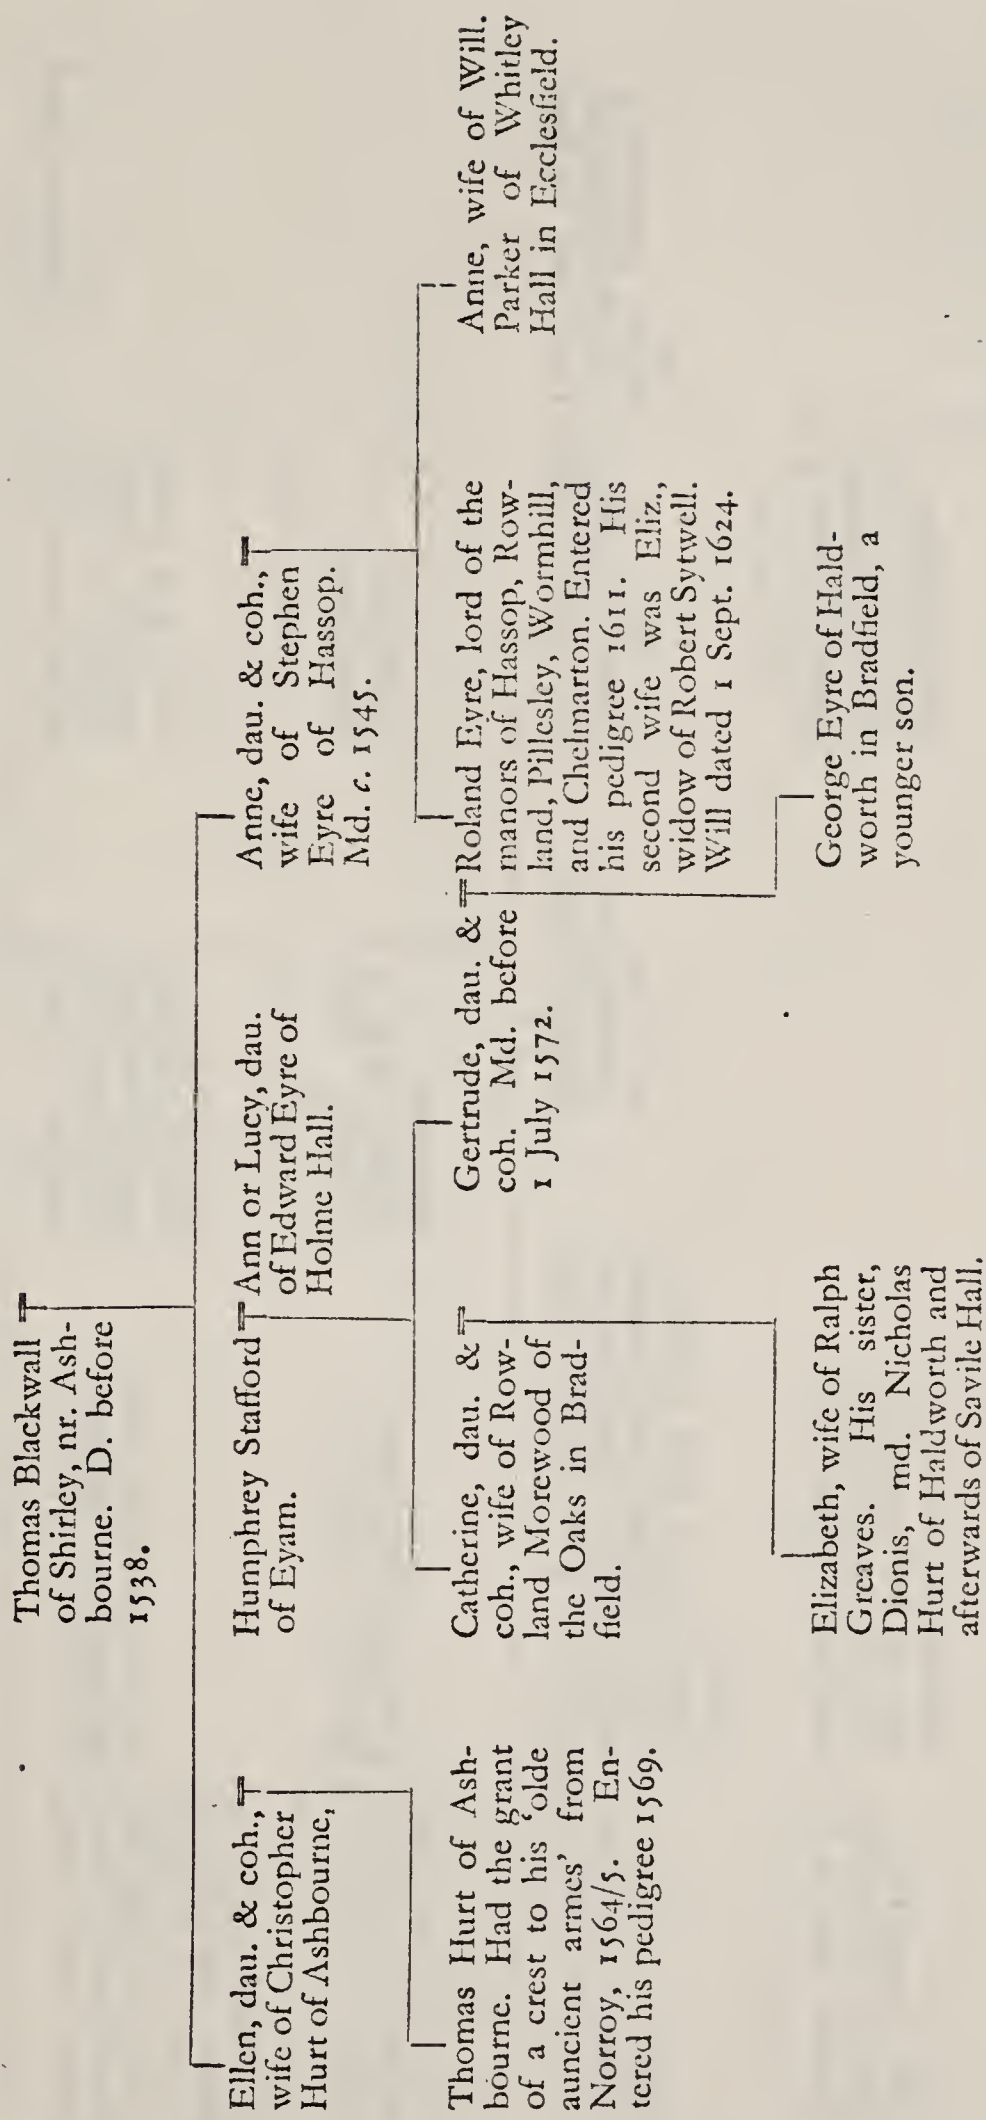 Thomas Blackwall
of Shirley, nr. Ash-
bourne. D. before
1538.
Ellen, dau. & coh.,
wife of Christopher
Hurt of Ashbourne,
Humphrey Stafford
of Eyam.
Ann or Lucy, dau.
of Edward Eyre of
Holme Hall.
Anne, dau. & coh.,
wife of Stephen
Eyre of Hassop.
Md. c. 1545.
Thomas Hurt of Ash-
bourne. Had the grant
of a crest to his ‘olde
auncient armes’ from
Norroy, 1564/5. En-
tered his pedigree 1569.
Catherine, dau. &
coh., wife of Row-
land Morewood of
the Oaks in Brad-
field.
Gertrude, dau. &
coh. Md. before
1 July 1572.
Roland Eyre, lord of the
manors of Hassop, Row-
land, Pillesley, Wormhill,
and Chelmarton. Entered
his pedigree 1611. His
second wife was Eliz.,
widow of Robert Sytwell.
Will dated 1 Sept. 1624.
Anne, wife of Will.
Parker of Whitley
Hall in Ecclesfield.
Elizabeth, wife of Ralph
Greaves. His sister,
Dionis, md. Nicholas
Hurt of Haldworth and
afterwards of Savile Hall.
George Eyre of Hald-
worth in Bradfield, a
younger son.